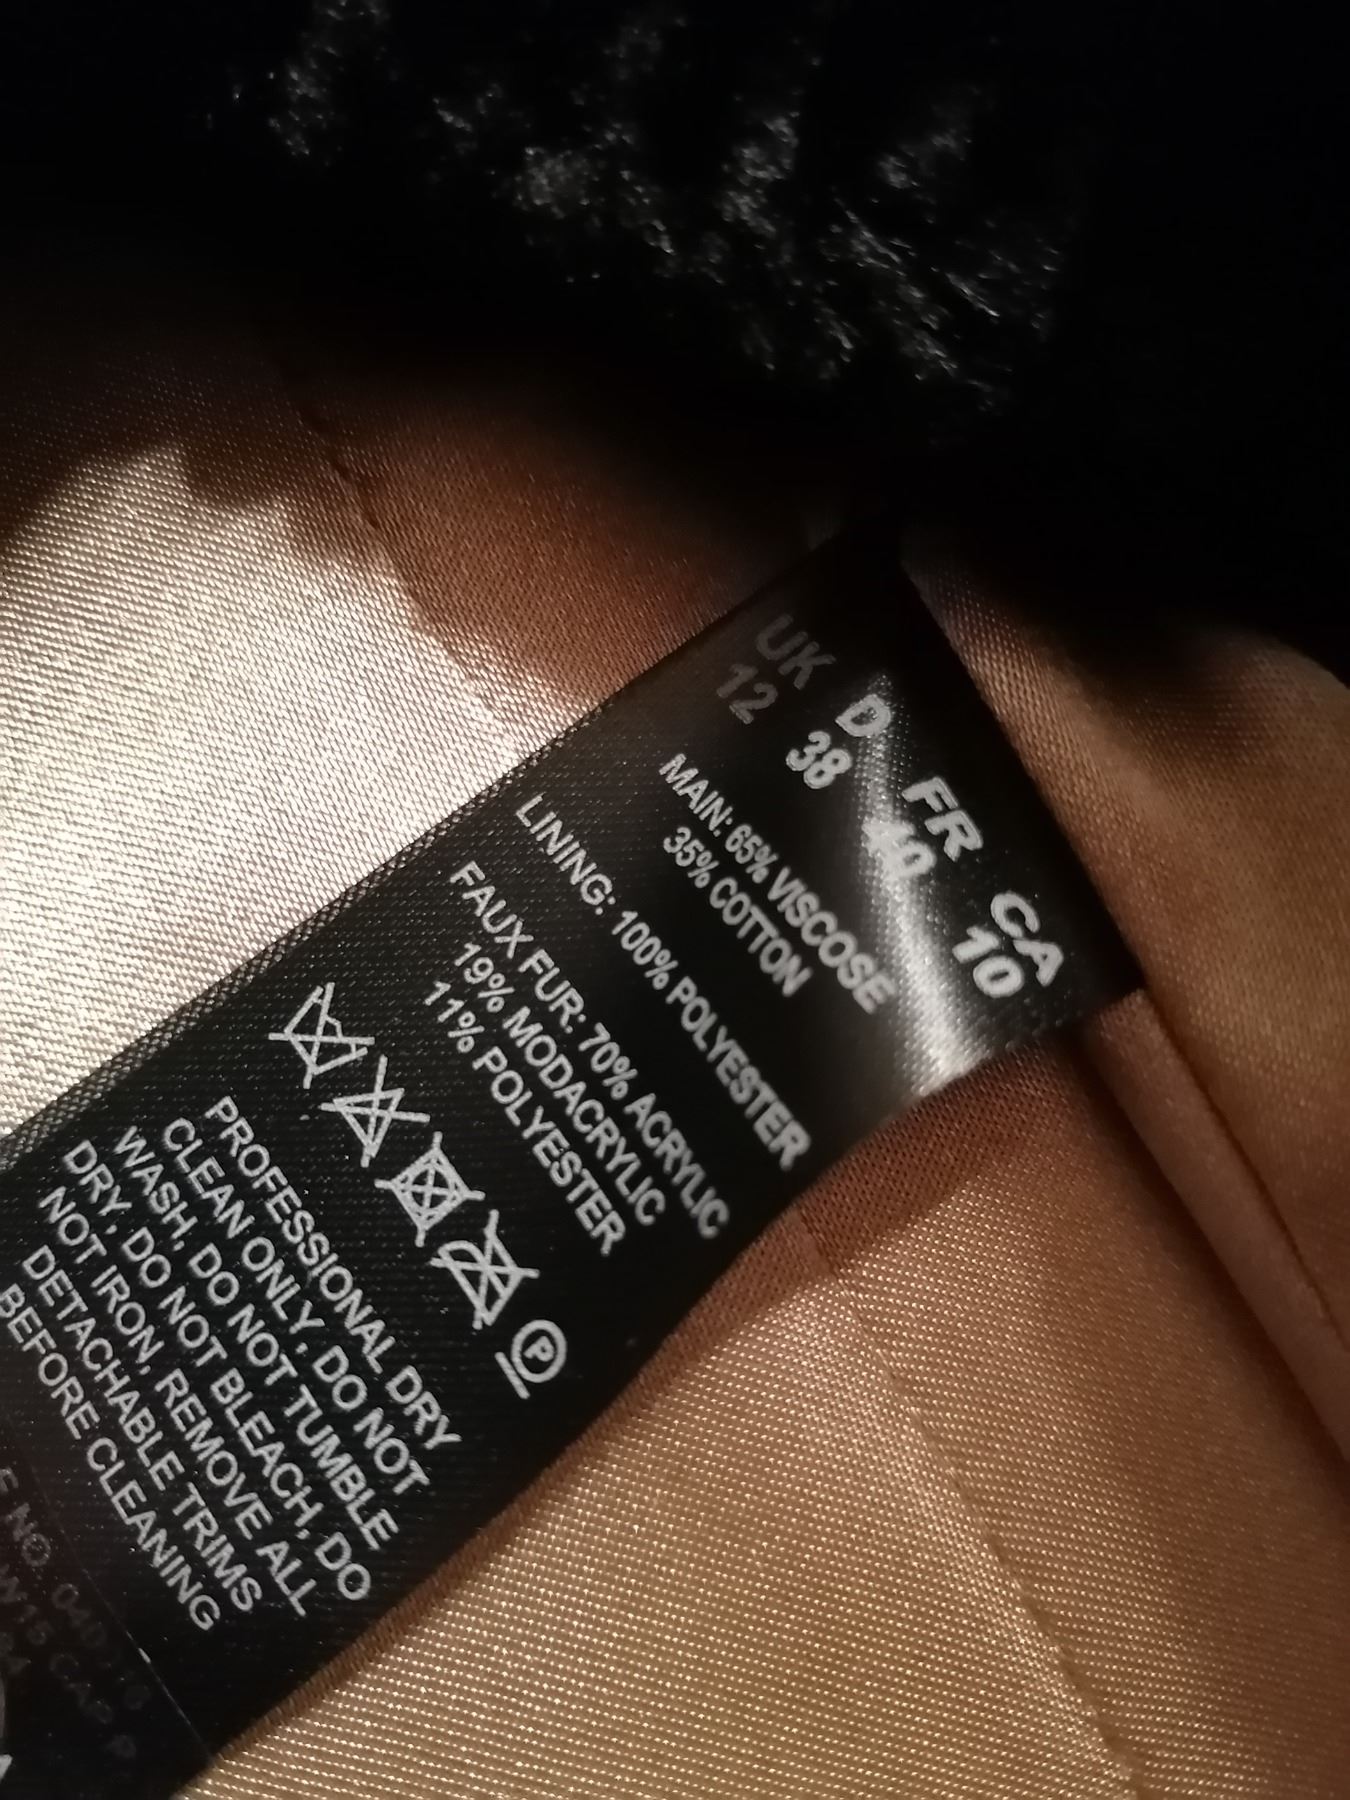 UK D FR CA
12 38 40 10
MAIN: 65% VISCOSE
35% COTTON
LINING: 100% POLYESTER
FAUX FUR: 70% ACRYLIC
19% MODACRYLIC
11% POLYESTER
P
PROFESSIONAL DRY
CLEAN ONLY, DO NOT
WASH, DO NOT TUMBLE
DRY, DO NOT BLEACH, DO
NOT IRON, REMOVE ALL
DETACHABLE TRIMS
BEFORE CLEANING
NO.